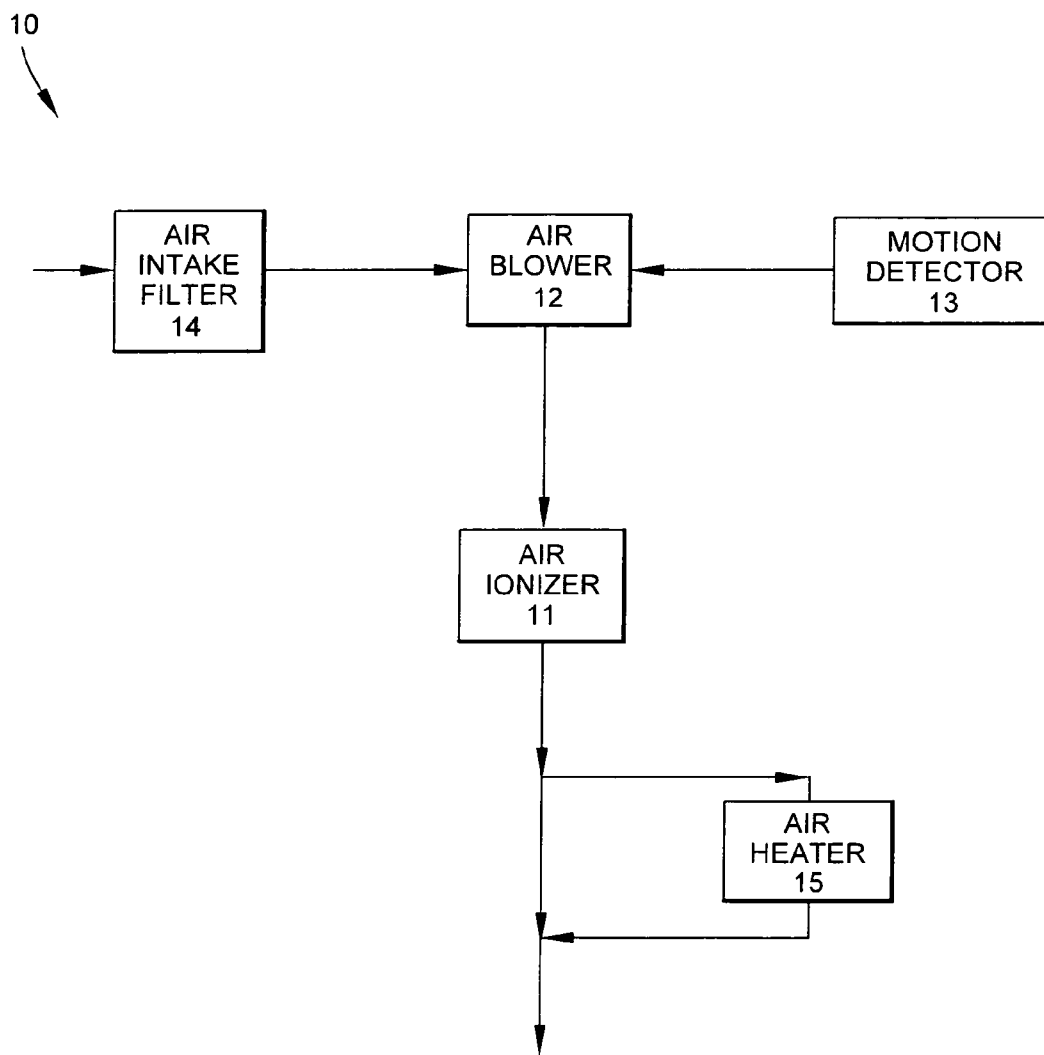 10
AIR
INTAKE
FILTER
14
AIR
BLOWER
12
MOTION
DETECTOR
13
AIR
IONIZER
11
AIR
HEATER
15